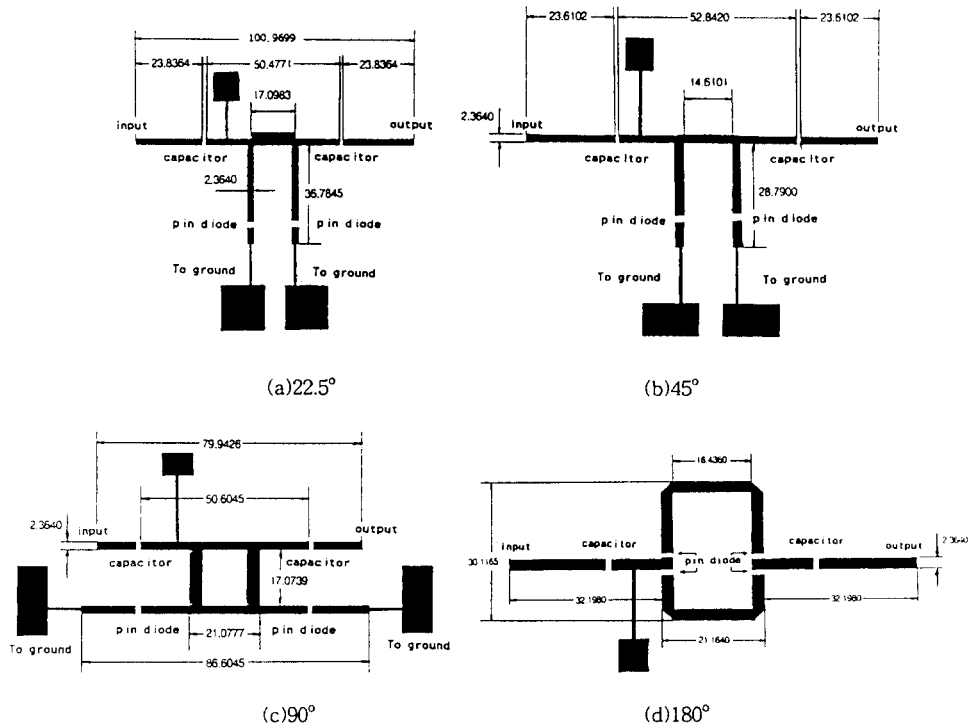 100.9699
23.8364 50.4771 23.8364
17.0983
input output
capacitor capacitor
2.3640
36.7845
pin diode pin diode
To ground To ground
(a)22.5°
23.6102 52.8420 23.6102
14.6101
2.3640
input output
capacitor capacitor
28.7900
pin diode pin diode
To ground To ground
(b)45°
79.9426
50.6045
2.3640
input output
capacitor capacitor
17.0739
pin diode 21.0777 pin diode
To ground To ground
86.6045
(c)90°
16.4360
capacitor capacitor
input output
pin diode
2.3640
30.1165
32.1980 32.1980
21.1640
(d)180°